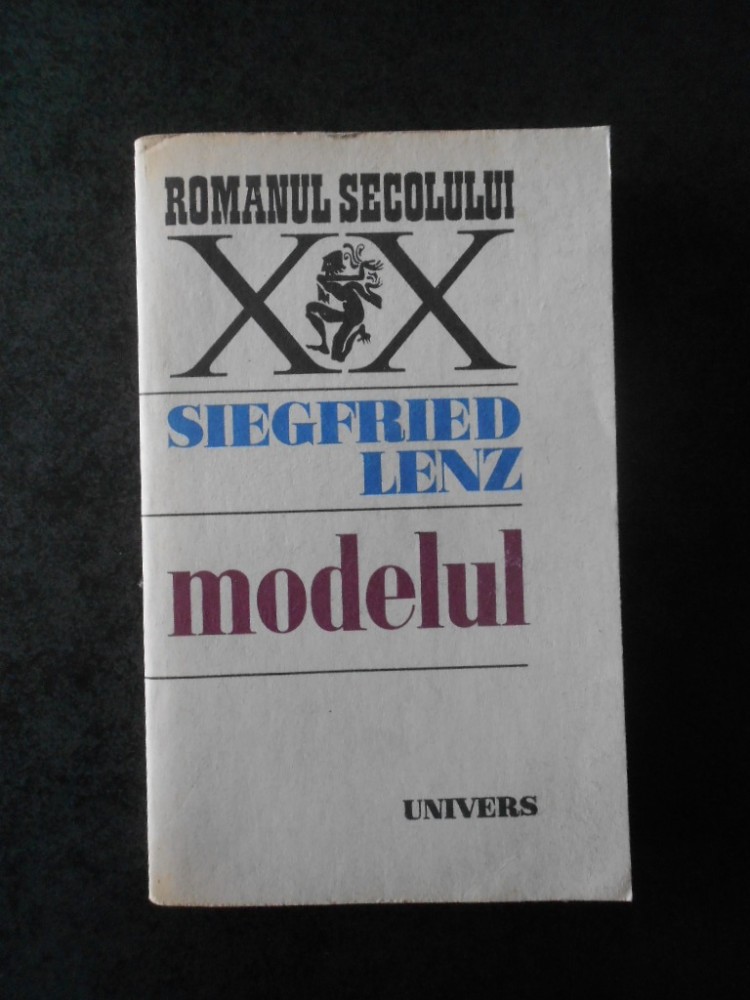 ROMANUL SECOLULUI
XX
SIEGFRIED
LENZ
modelul
UNIVERS